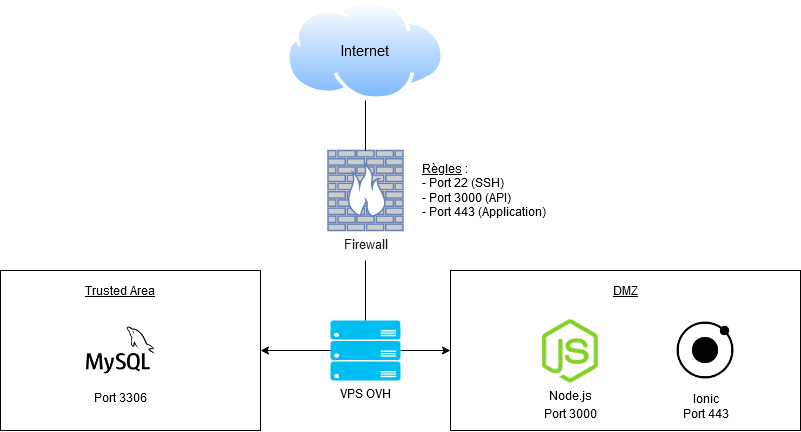 Internet
Règles :
- Port 22 (SSH)
- Port 3000 (API)
- Port 443 (Application)
Firewall
Trusted Area
MySQL
Port 3306
VPS OVH
DMZ
JS
Node.js
Port 3000
Ionic
Port 443